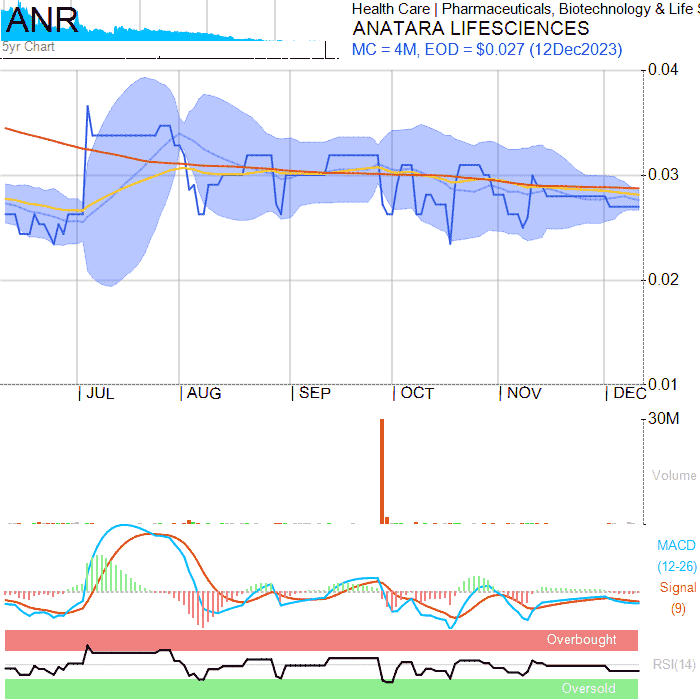 ANR
Health Care | Pharmaceuticals, Biotechnology & Life S
ANATARA LIFESCIENCES
MC = 4M, EOD = $0.027 (12Dec2023)
5yr Chart
0.04
0.03
0.02
0.01
JUL AUG SEP OCT NOV DEC
30M
Volume
MACD
(12-26)
Signal
(9)
Overbought
RSI(14)
Oversold